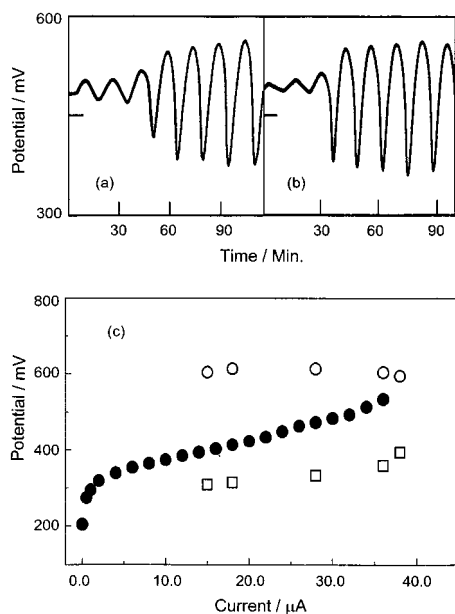 600
Potential / mV
(a)
(b)
300
30
60
90
30
60
90
Time / Min.
800
(c)
600
Potential / mV
400
200
0.0
10.0
20.0
30.0
40.0
Current / μA